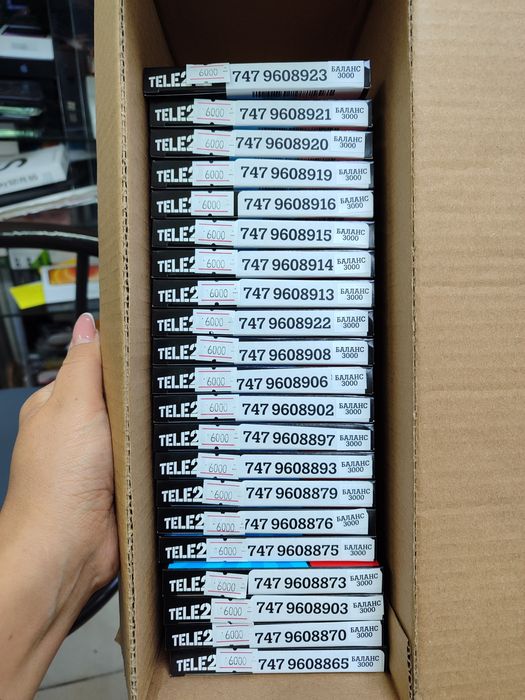 TELE2 6000 747 9608923 БАЛАНС 3000
TELE2 6000 747 9608921 БАЛАНС 3000
TELE2 6000 747 9608920 БАЛАНС 3000
TELE2 6000 747 9608919 БАЛАНС 3000
TELE2 6000 747 9608916 БАЛАНС 3000
TELE2 6000 747 9608915 БАЛАНС 3000
TELE2 6000 747 9608914 БАЛАНС 3000
TELE2 6000 747 9608913 БАЛАНС 3000
TELE2 6000 747 9608922 БАЛАНС 3000
TELE2 6000 747 9608908 БАЛАНС 3000
TELE2 6000 747 9608906 БАЛАНС 3000
TELE2 6000 747 9608902 БАЛАНС 3000
TELE2 6000 747 9608897 БАЛАНС 3000
TELE2 6000 747 9608893 БАЛАНС 3000
TELE2 6000 747 9608879 БАЛАНС 3000
TELE2 6000 747 9608876 БАЛАНС 3000
TELE2 6000 747 9608875 БАЛАНС 3000
TELE2 6000 747 9608873 БАЛАНС 3000
TELE2 6000 747 9608903 БАЛАНС 3000
TELE2 6000 747 9608870 БАЛАНС 3000
TELE2 6000 747 9608865 БАЛАНС 3000